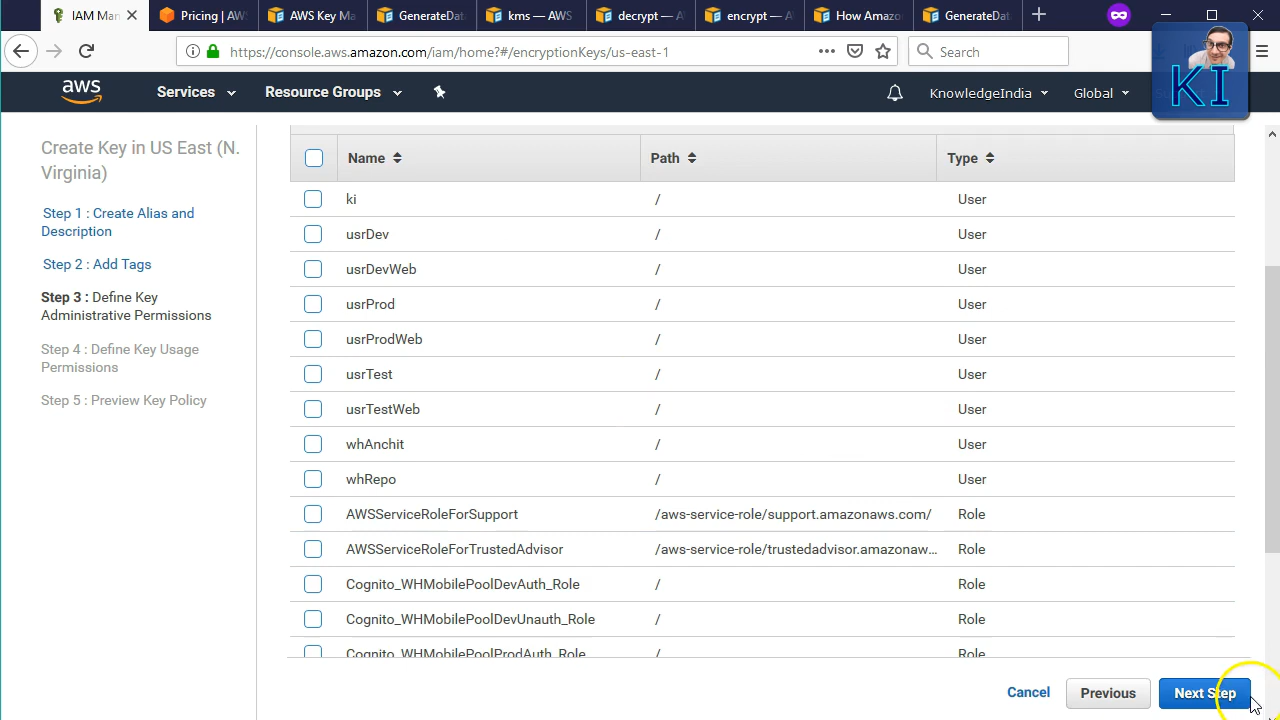 IAM Man
Pricing | AWS
AWS Key Ma
GenerateDat
kms — AWS
decrypt — A
encrypt — A
How Amazo
GenerateDat
https://console.aws.amazon.com/iam/home?#/encryptionKeys/us-east-1
Search
aws
Services
Resource Groups
KnowledgeIndia
Global
KI
Create Key in US East (N.
Virginia)
Step 1 : Create Alias and
Description
Step 2 : Add Tags
Step 3 : Define Key
Administrative Permissions
Step 4 : Define Key Usage
Permissions
Step 5 : Preview Key Policy
Name Path Type
ki / User
usrDev / User
usrDevWeb / User
usrProd / User
usrProdWeb / User
usrTest / User
usrTestWeb / User
whAnchit / User
whRepo / User
AWSServiceRoleForSupport /aws-service-role/support.amazonaws.com/ Role
AWSServiceRoleForTrustedAdvisor /aws-service-role/trustedadvisor.amazonaw... Role
Cognito_WHMobilePoolDevAuth_Role / Role
Cognito_WHMobilePoolDevUnauth_Role / Role
Cognito_WHMobilePoolProdAuth_Role / Role
Cancel
Previous
Next Step